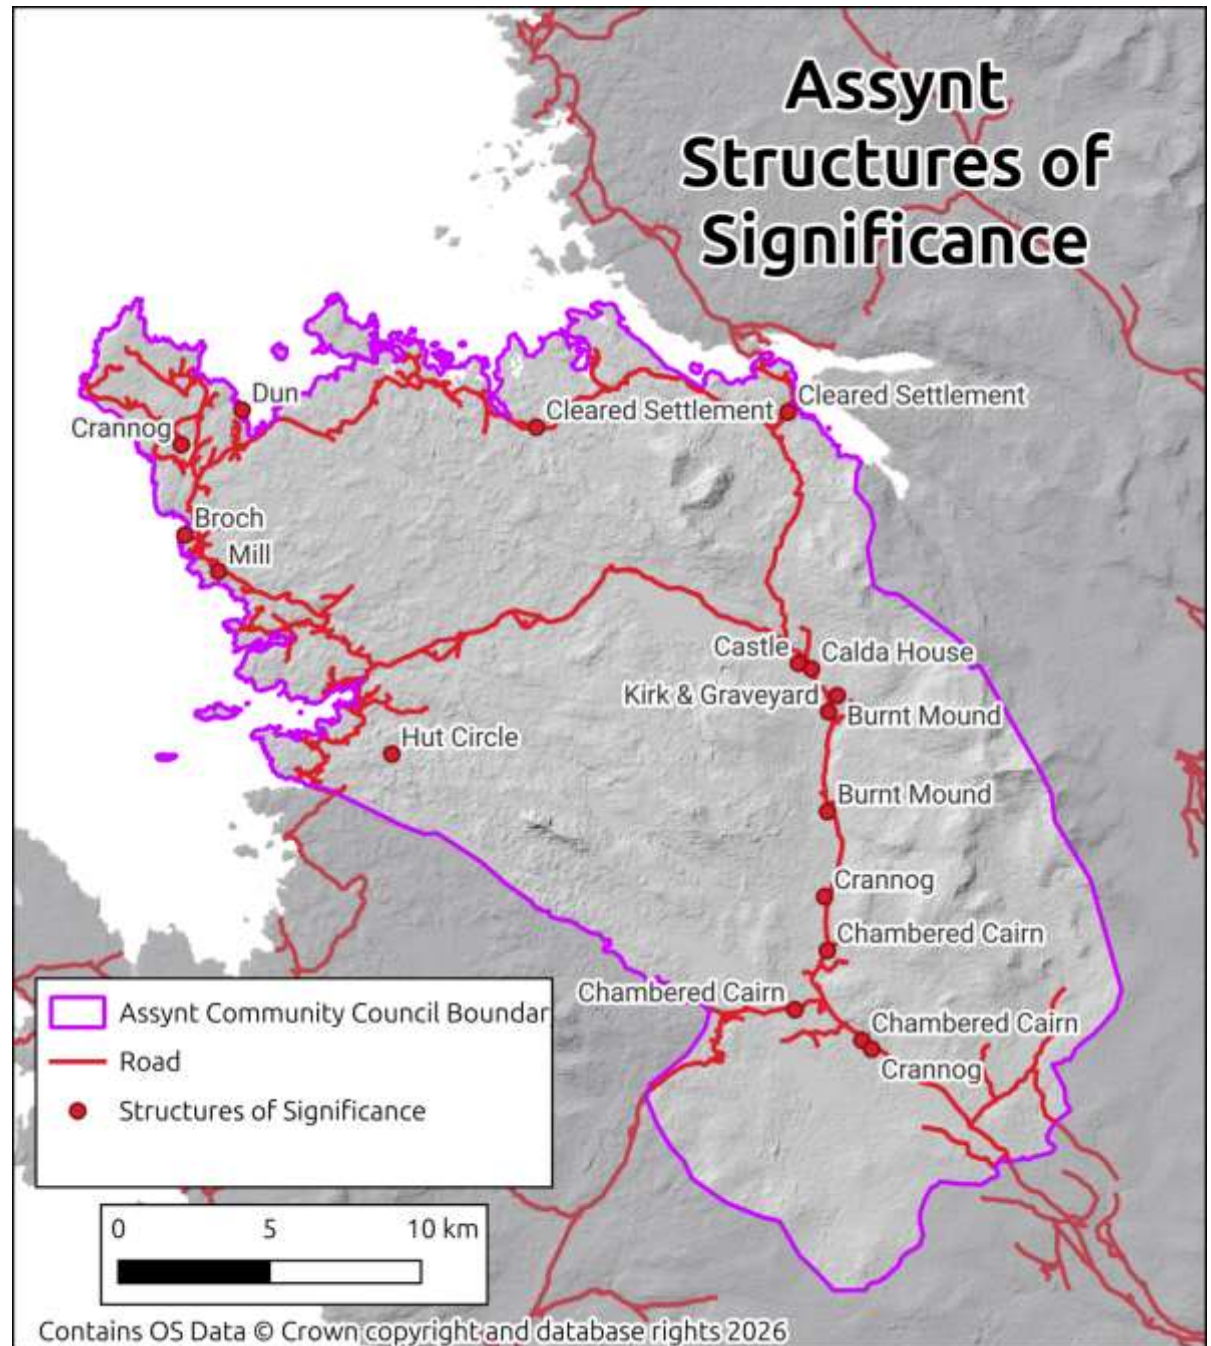 Assynt
Structures of
Significance
Dun
Cleared Settlement
Cleared Settlement
Crannog
Broch
Mill
Castle
Calda House
Kirk & Graveyard
Burnt Mound
Hut Circle
Burnt Mound
Crannog
Chambered Cairn
Chambered Cairn
Chambered Cairn
Crannog
Assynt Community Council Boundar
Road
Structures of Significance
0 5 10 km
Contains OS Data © Crown copyright and database rights 2026